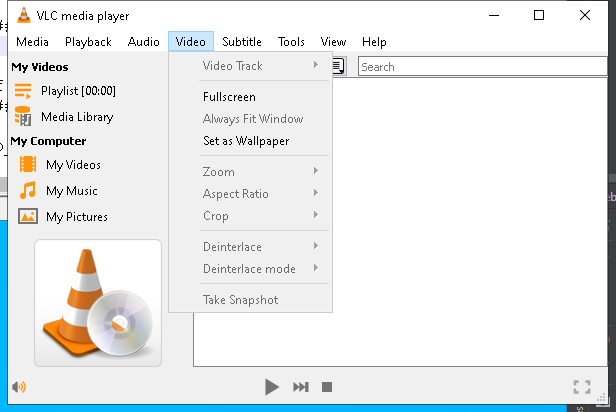 VLC media player
Media Playback Audio Video Subtitle Tools View Help
My Videos
Playlist [00:00]
Media Library
My Computer
My Videos
My Music
My Pictures
Video Track
Fullscreen
Always Fit Window
Set as Wallpaper
Zoom
Aspect Ratio
Crop
Deinterlace
Deinterlace mode
Take Snapshot
Search